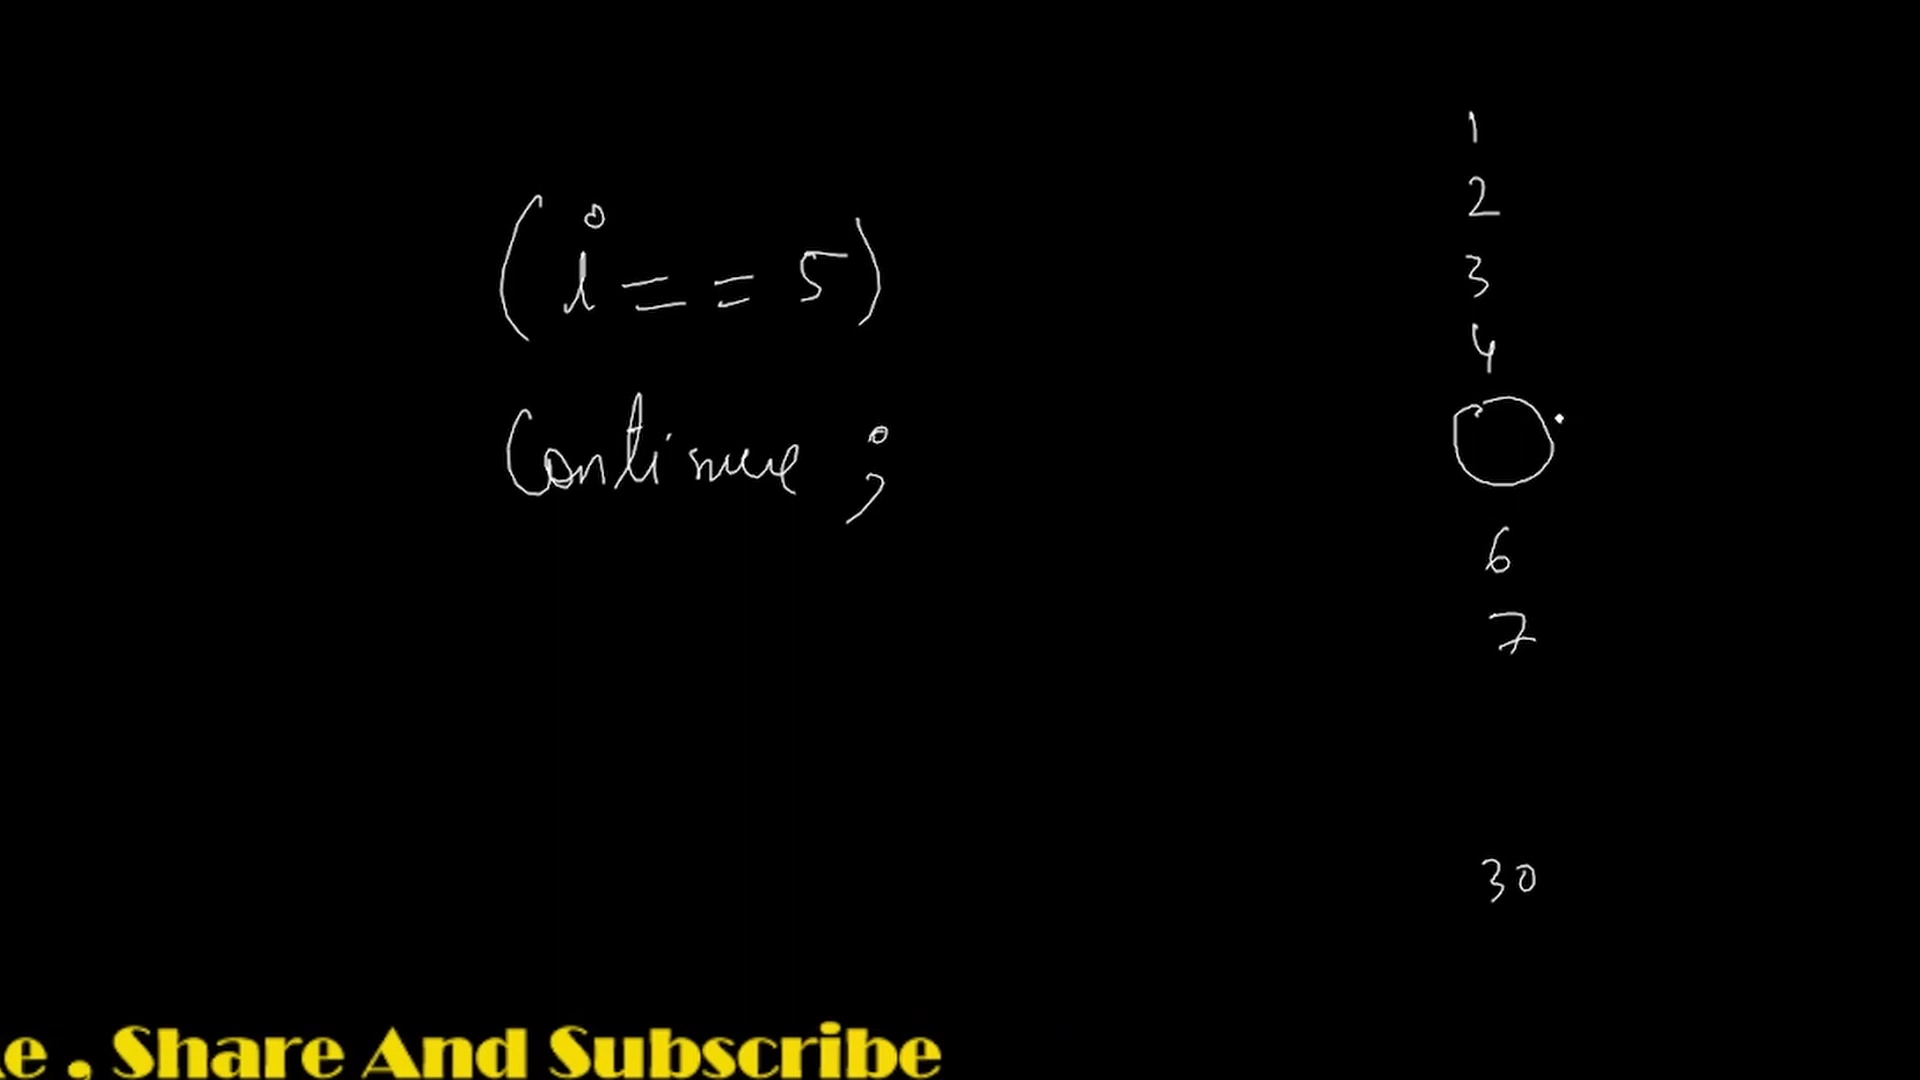 (i == 5)
Continue ;
1
2
3
4
6
7
30
e , Share And Subscribe